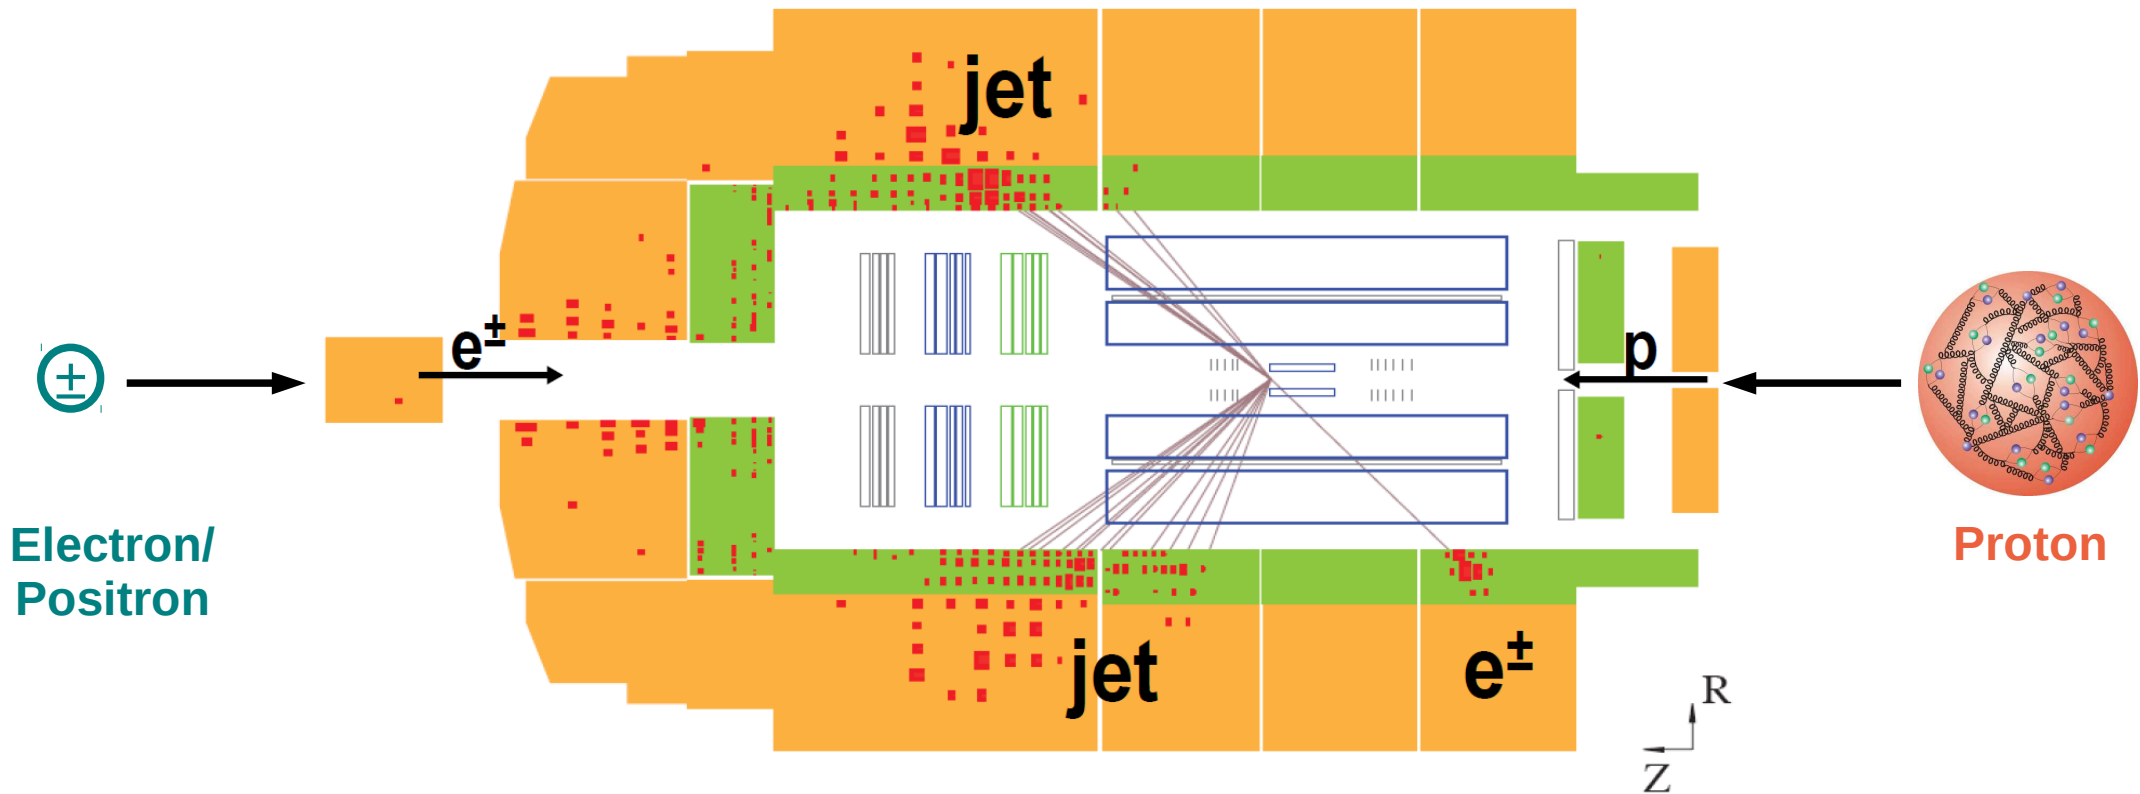 jet
e±
p
±
Electron/
Positron
Proton
jet
e±
R
Z